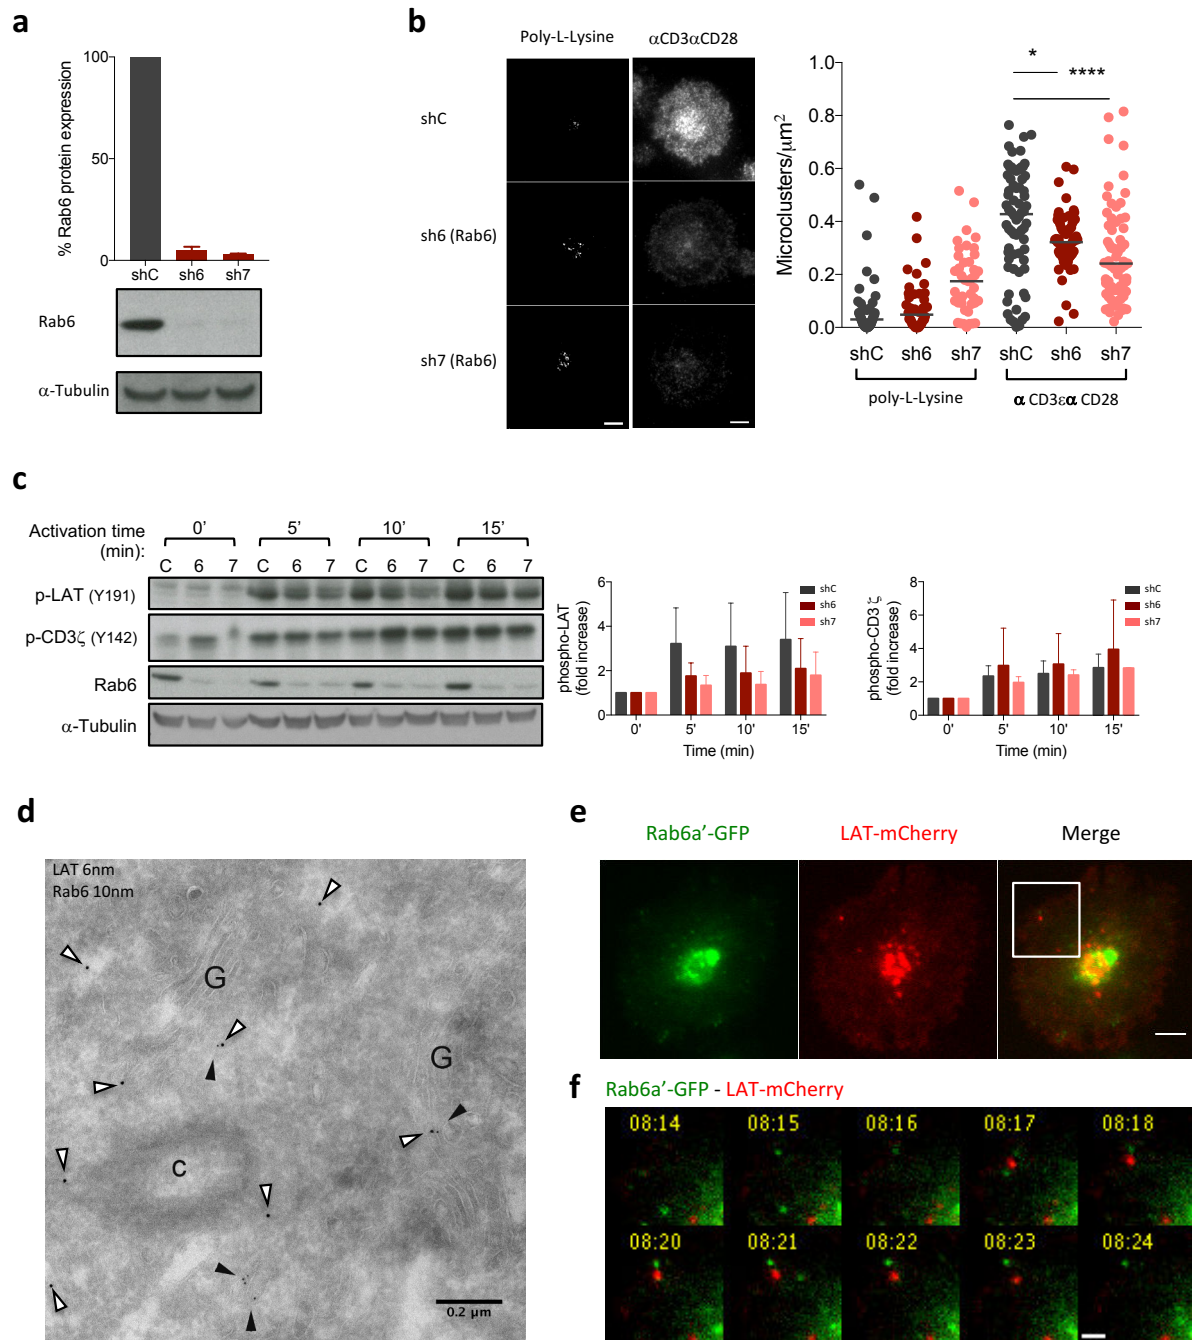 a
100
50
0
% Rab6 protein expression
shC sh6 sh7
Rab6
α-Tubulin
b
Poly-L-Lysine αCD3αCD28
shC
sh6 (Rab6)
sh7 (Rab6)
* ****
1.0
0.8
0.6
0.4
0.2
0.0
Microclusters/μm²
shC sh6 sh7 shC sh6 sh7
poly-L-Lysine α CD3εα CD28
c
Activation time (min):
0' 5' 10' 15'
C 6 7 C 6 7 C 6 7 C 6 7
p-LAT (Y191)
p-CD3ζ (Y142)
Rab6
α-Tubulin
6
4
2
0
phospho-LAT
(fold increase)
shC
sh6
sh7
0' 5' 10' 15'
Time (min)
8
6
4
2
0
phospho-CD3ζ
(fold increase)
shC
sh6
sh7
0' 5' 10' 15'
Time (min)
d
LAT 6nm
Rab6 10nm
G
G
C
0.2 μm
e
Rab6a’-GFP LAT-mCherry Merge
f
Rab6a’-GFP - LAT-mCherry
08:14 08:15 08:16 08:17 08:18
08:20 08:21 08:22 08:23 08:24